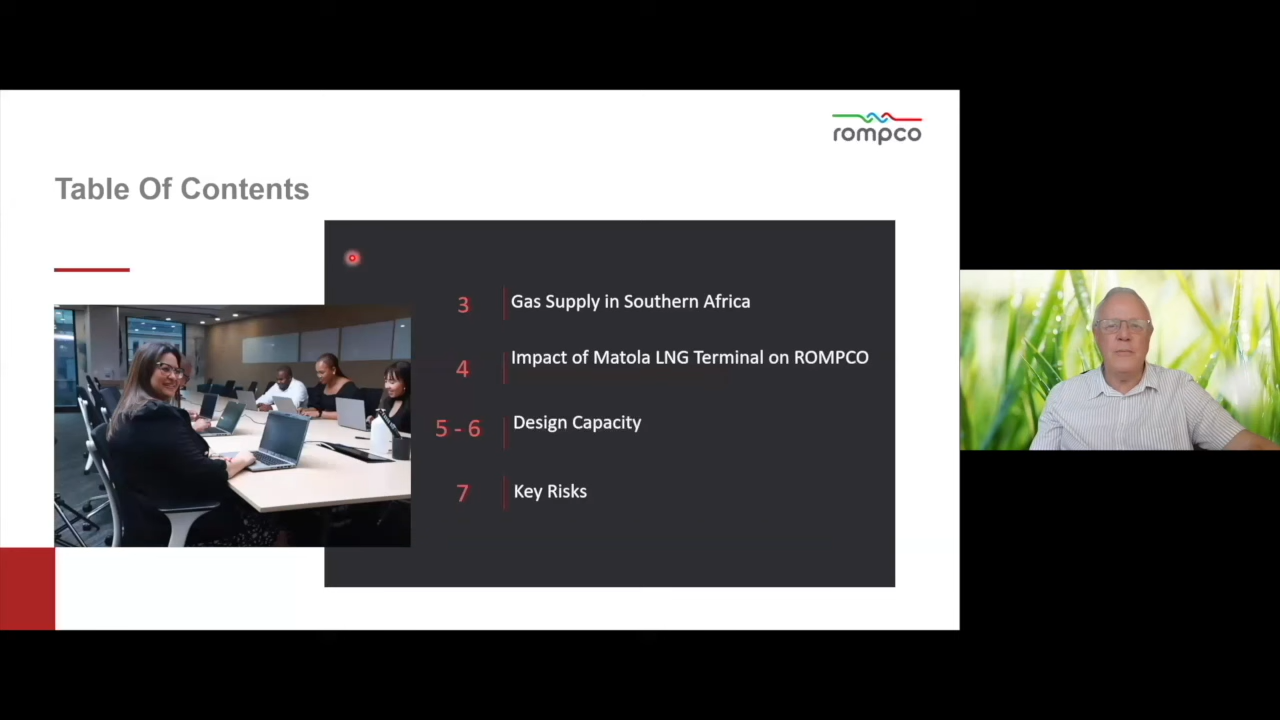 rompco
Table Of Contents
3 Gas Supply in Southern Africa
4 Impact of Matola LNG Terminal on ROMPCO
5 - 6 Design Capacity
7 Key Risks